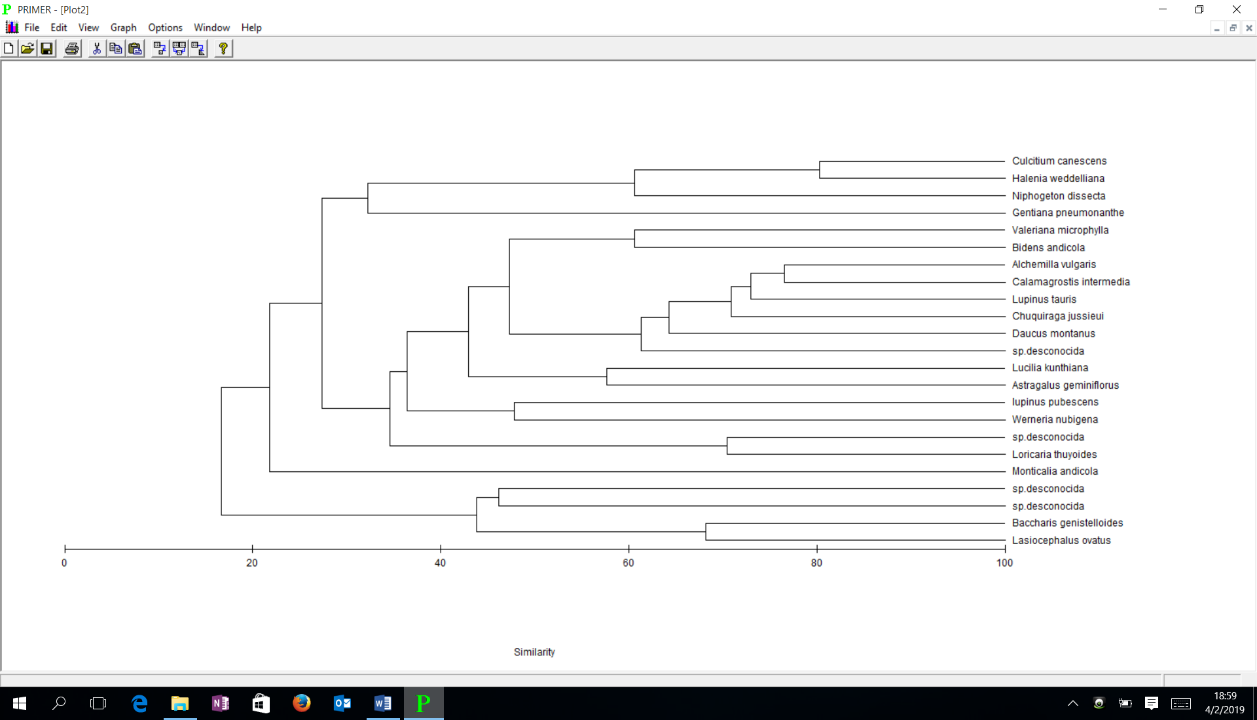 PRIMER - [Plot2]
File Edit View Graph Options Window Help
Culcitium canescens
Halenia weddelliana
Niphogeton dissecta
Gentiana pneumonanthe
Valeriana microphylla
Bidens andicola
Alchemilla vulgaris
Calamagrostis intermedia
Lupinus tauris
Chuquiraga jussieui
Daucus montanus
sp.desconocida
Lucilia kunthiana
Astragalus geminiflorus
lupinus pubescens
Werneria nubigena
sp.desconocida
Loricaria thuyoides
Monticalia andicola
sp.desconocida
sp.desconocida
Baccharis genistelloides
Lasiocephalus ovatus
0 20 40 60 80 100
Similarity
18:59
4/2/2019